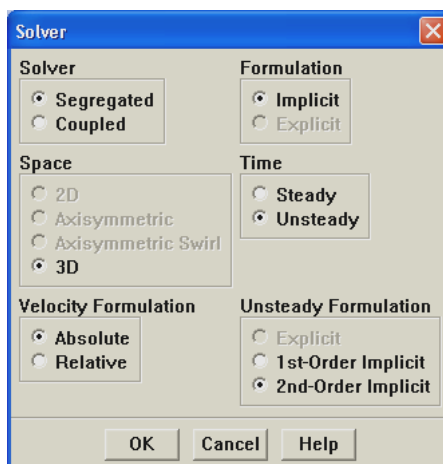 Solver
Solver
Segregated
Coupled
Formulation
Implicit
Explicit
Space
2D
Axisymmetric
Axisymmetric Swirl
3D
Time
Steady
Unsteady
Velocity Formulation
Absolute
Relative
Unsteady Formulation
Explicit
1st-Order Implicit
2nd-Order Implicit
OK Cancel Help